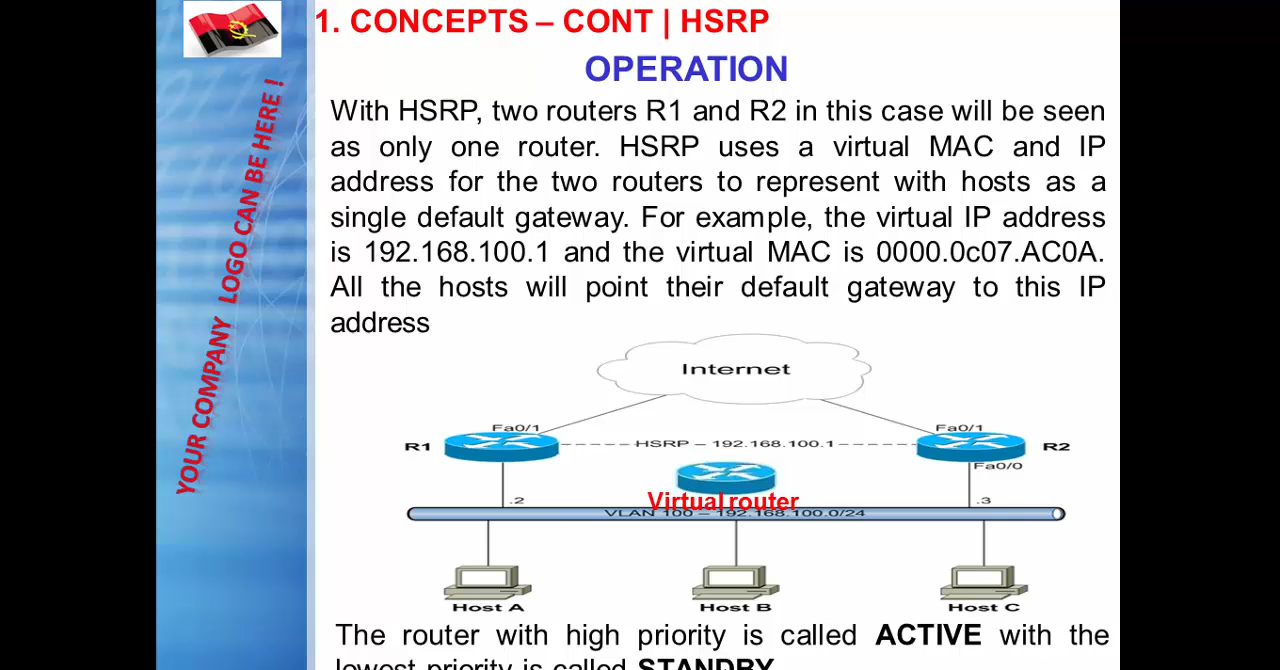 1. CONCEPTS – CONT | HSRP
OPERATION
YOUR COMPANY LOGO CAN BE HERE !
With HSRP, two routers R1 and R2 in this case will be seen
as only one router. HSRP uses a virtual MAC and IP
address for the two routers to represent with hosts as a
single default gateway. For example, the virtual IP address
is 192.168.100.1 and the virtual MAC is 0000.0c07.AC0A.
All the hosts will point their default gateway to this IP
address
Internet
Fa0/1
Fa0/1
R1
HSRP – 192.168.100.1
R2
Fa0/0
.2
Virtual router
.3
VLAN 100 – 192.168.100.0/24
Host A
Host B
Host C
The router with high priority is called ACTIVE with the
lowest priority is called STANDBY